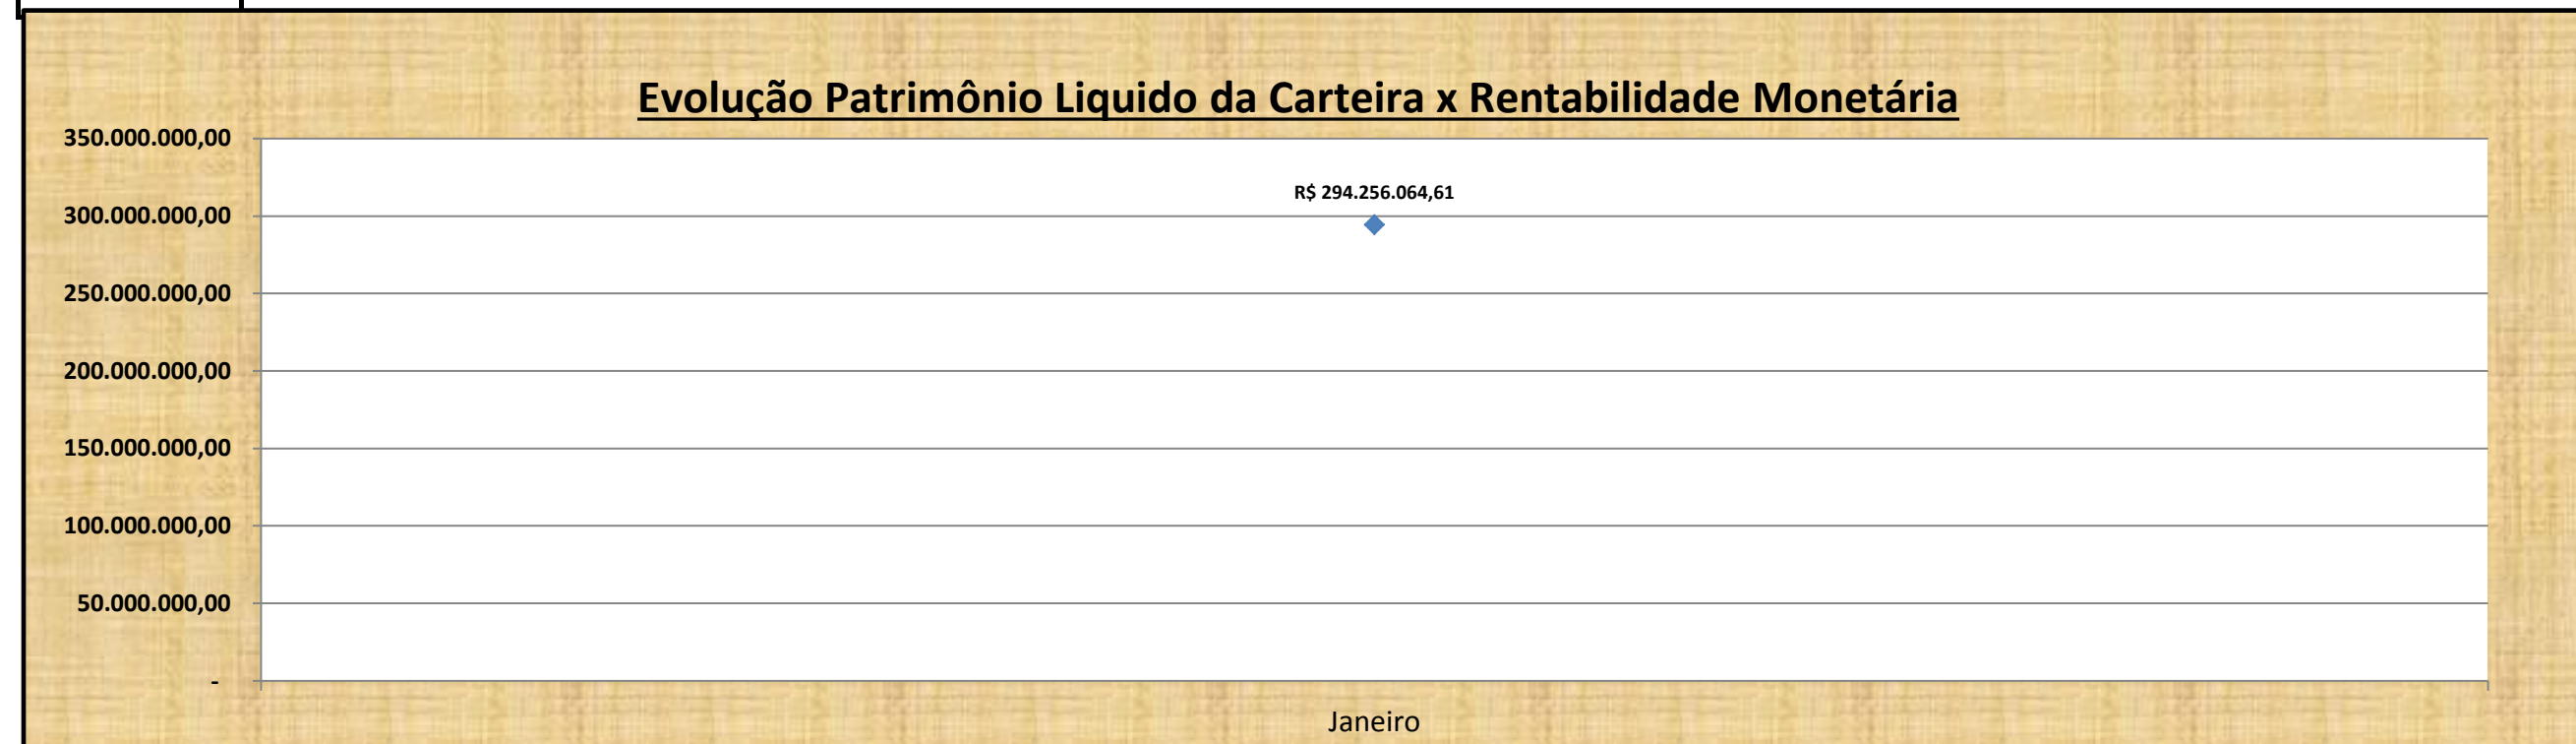 Evolução Patrimônio Liquido da Carteira x Rentabilidade Monetária
350.000.000,00
R$ 294.256.064,61
300.000.000,00
250.000.000,00
200.000.000,00
150.000.000,00
100.000.000,00
50.000.000,00
-
Janeiro